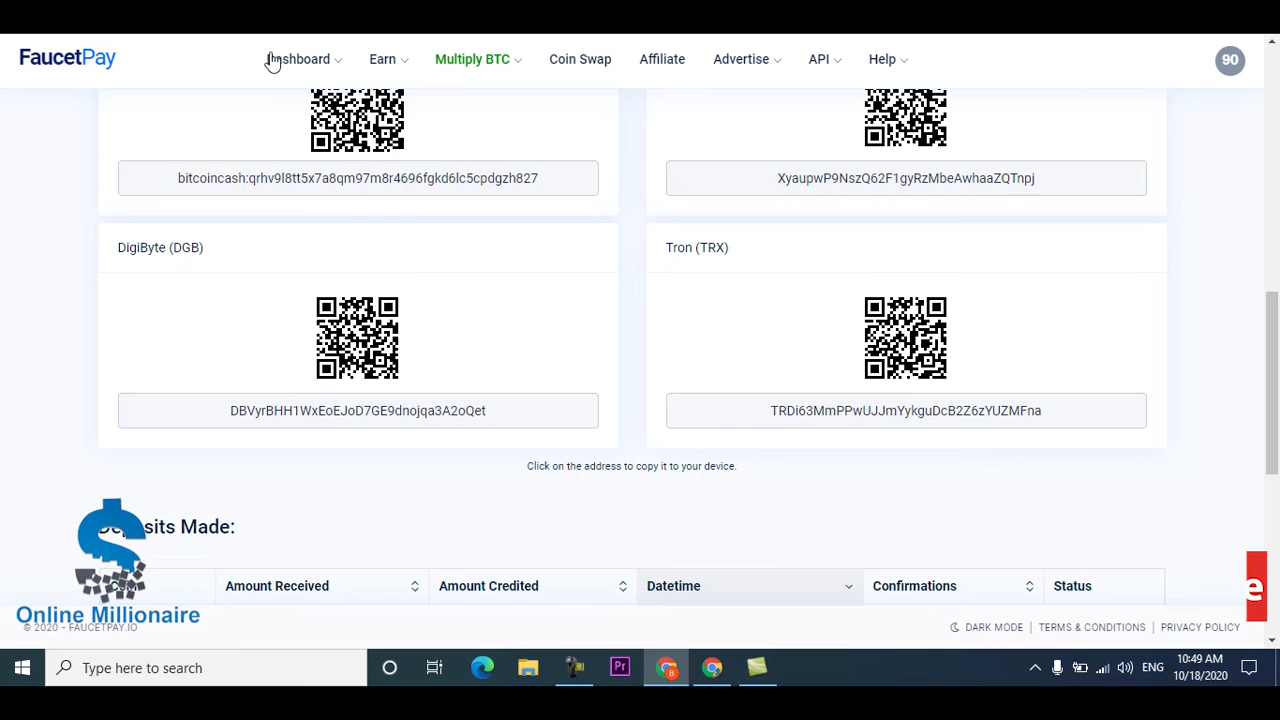 FaucetPay
Dashboard Earn Multiply BTC Coin Swap Affiliate Advertise API Help 90
bitcoincash:qrhv9l8tt5x7a8qm97m8r4696fgkd6lc5cpdgzh827 XyaupwP9NszQ62F1gyRzMbeAwhaaZQTnpj
DigiByte (DGB) Tron (TRX)
DBVyrBHH1WxEoEJoD7GE9dnojqa3A2oQet TRDi63MmPPwUJJmYykguDcB2Z6zYUZMFna
Click on the address to copy it to your device.
Deposits Made:
Amount Received Amount Credited Datetime Confirmations Status
e
Online Millionaire
© 2020 - FAUCETPAY.IO DARK MODE | TERMS & CONDITIONS | PRIVACY POLICY
Type here to search Pr B ENG 10:49 AM
10/18/2020